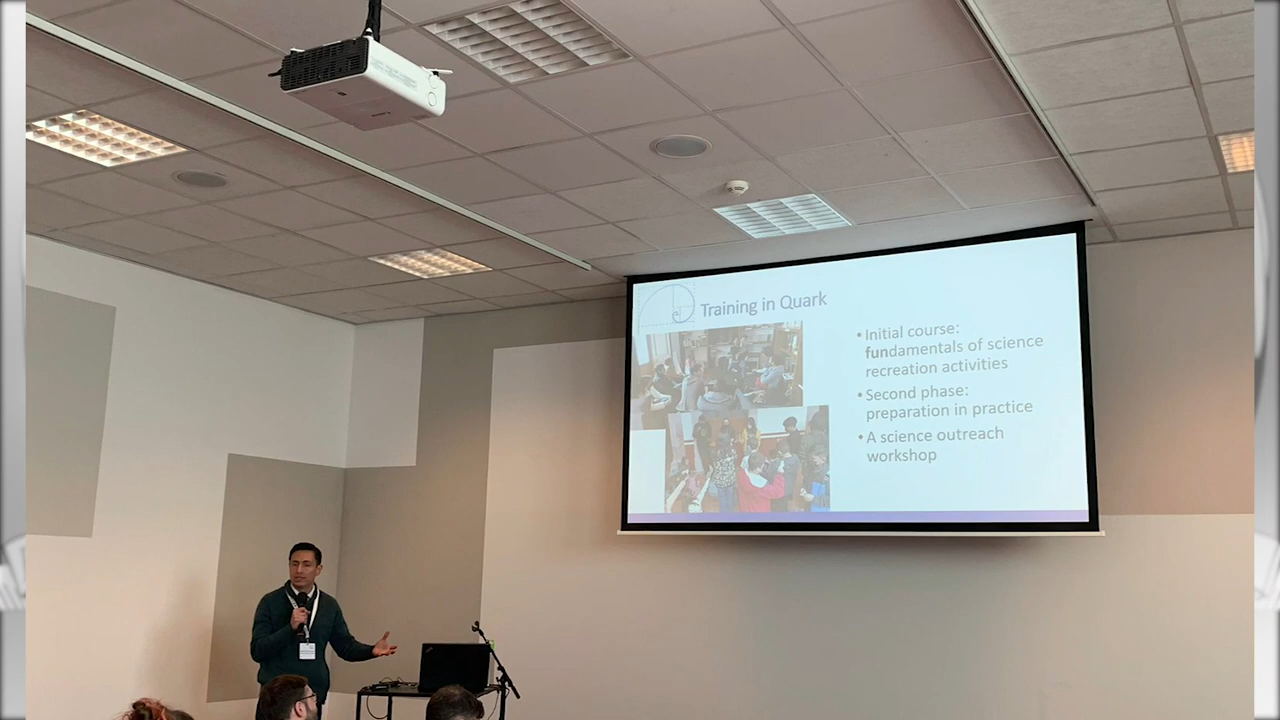 Training in Quark
• Initial course:
fundamentals of science
recreation activities
• Second phase:
preparation in practice
• A science outreach
workshop